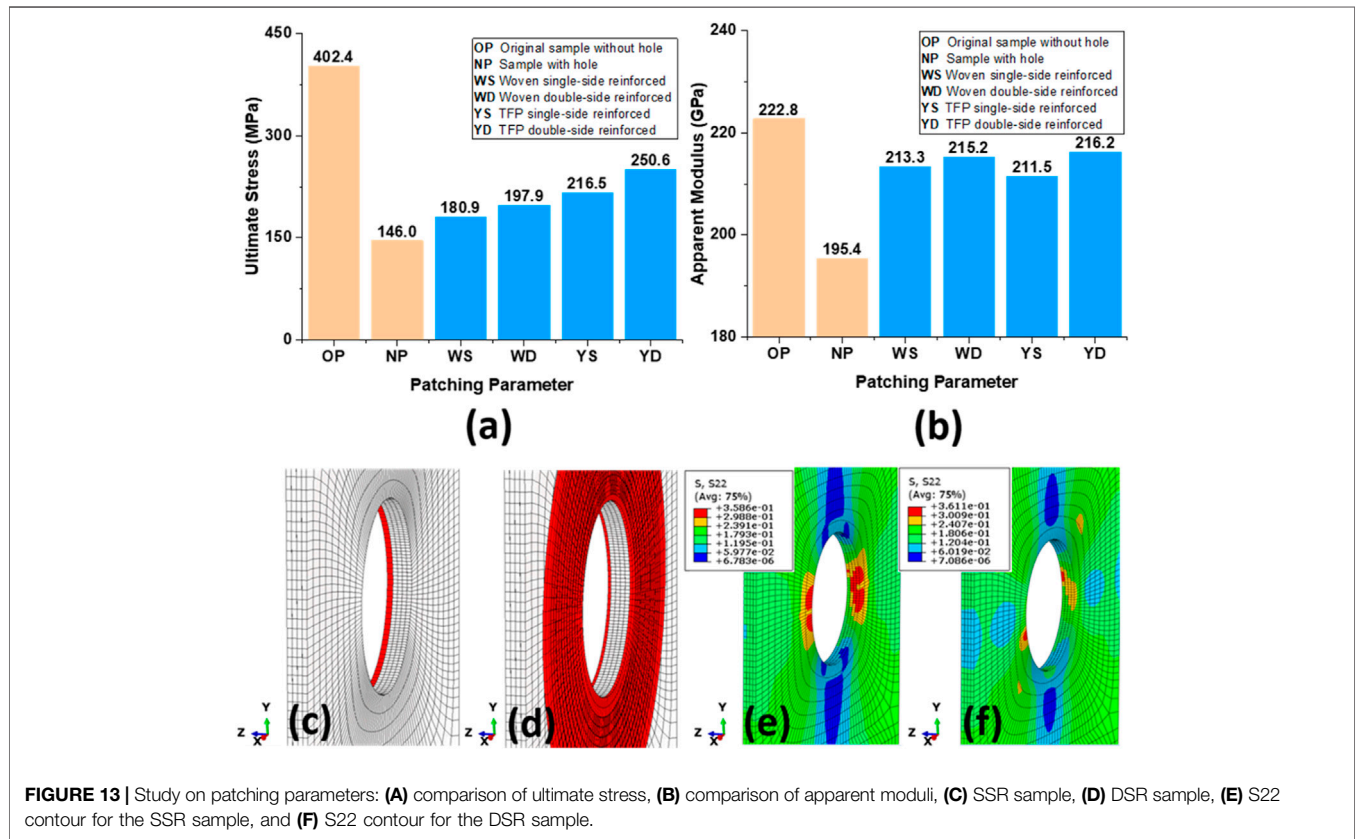 450
300
150
0
Ultimate Stress (MPa)
402.4
146.0
180.9
197.9
216.5
250.6
OP Original sample without hole
NP Sample with hole
WS Woven single-side reinforced
WD Woven double-side reinforced
YS TFP single-side reinforced
YD TFP double-side reinforced
OP NP WS WD YS YD
Patching Parameter
(a)
240
220
200
180
Apparent Modulus (GPa)
222.8
195.4
213.3
215.2
211.5
216.2
OP Original sample without hole
NP Sample with hole
WS Woven single-side reinforced
WD Woven double-side reinforced
YS TFP single-side reinforced
YD TFP double-side reinforced
OP NP WS WD YS YD
Patching Parameter
(b)
Y
Z
X
(c)
Y
Z
X
(d)
S, S22
(Avg: 75%)
+3.586e-01
+2.988e-01
+2.391e-01
+1.793e-01
+1.195e-01
+5.977e-02
+6.783e-06
Y
Z
X
(e)
S, S22
(Avg: 75%)
+3.611e-01
+3.009e-01
+2.407e-01
+1.806e-01
+1.204e-01
+6.019e-02
+7.086e-06
Y
Z
X
(f)
FIGURE 13 | Study on patching parameters: (A) comparison of ultimate stress, (B) comparison of apparent moduli, (C) SSR sample, (D) DSR sample, (E) S22
contour for the SSR sample, and (F) S22 contour for the DSR sample.